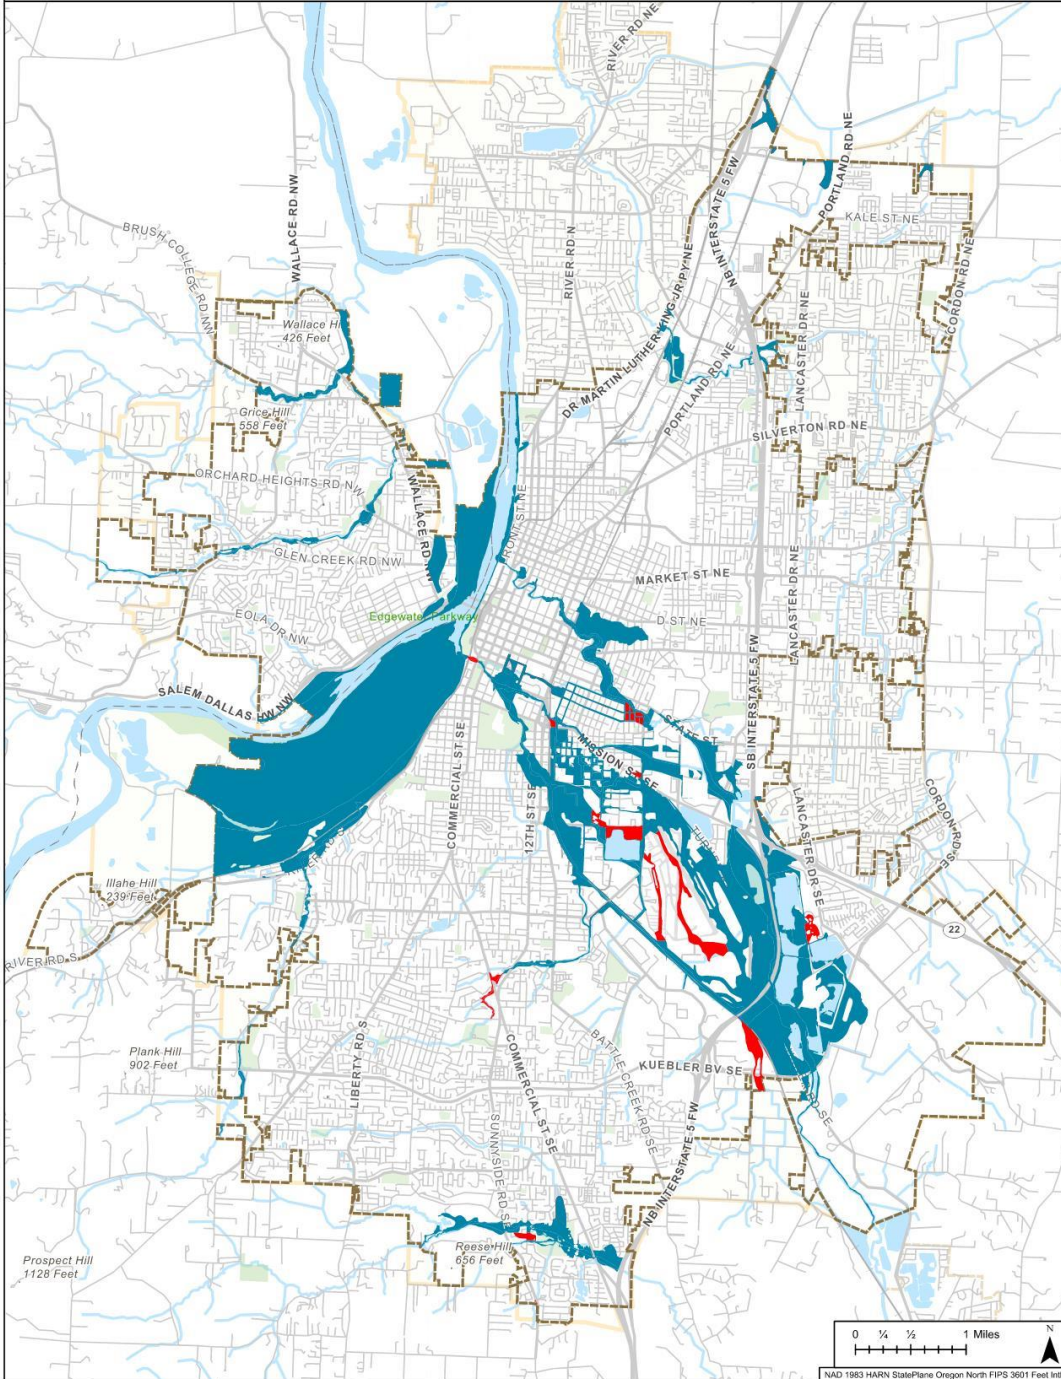 RIVER RD NE
PORTLAND RD NE
KALE ST NE
NB INTERSTATE 5 FW
CORDON RD NE
WALLACE RD NW
BRUSH COLLEGE RD NW
RIVER RD N
Wallace
426 Feet
DR MARTIN LUTHER KING JR PY NE
PORTLAND RD NE
LANCASTER DR NE
Grice Hill
558 Feet
SILVERTON RD NE
ORCHARD HEIGHTS RD NW
WALLACE RD NW
GLEN CREEK RD NW
MARKET ST NE
LANCASTER DR NE
EOLA DR NW
Edgewater Parkway
D ST NE
SB INTERSTATE 5 FW
SALEM DALLAS HW NW
STATE ST
MISSION ST SE
COMMERCIAL ST SE
12TH ST SE
LANCASTER DR SE
CORDON RD SE
Illahe Hill
239 Feet
22
RIVER RD S
Plank Hill
902 Feet
LIBERTY RD S
COMMERCIAL ST SE
BATTLE CREEK RD SE
KUEBLER BV SE
SUNNYSIDE RD SE
NB INTERSTATE 5 FW
Reese Hill
656 Feet
Prospect Hill
1128 Feet
0 ¼ ½ 1 Miles
N
NAD 1983 HARN StatePlane Oregon North FIPS 3601 Feet Intl